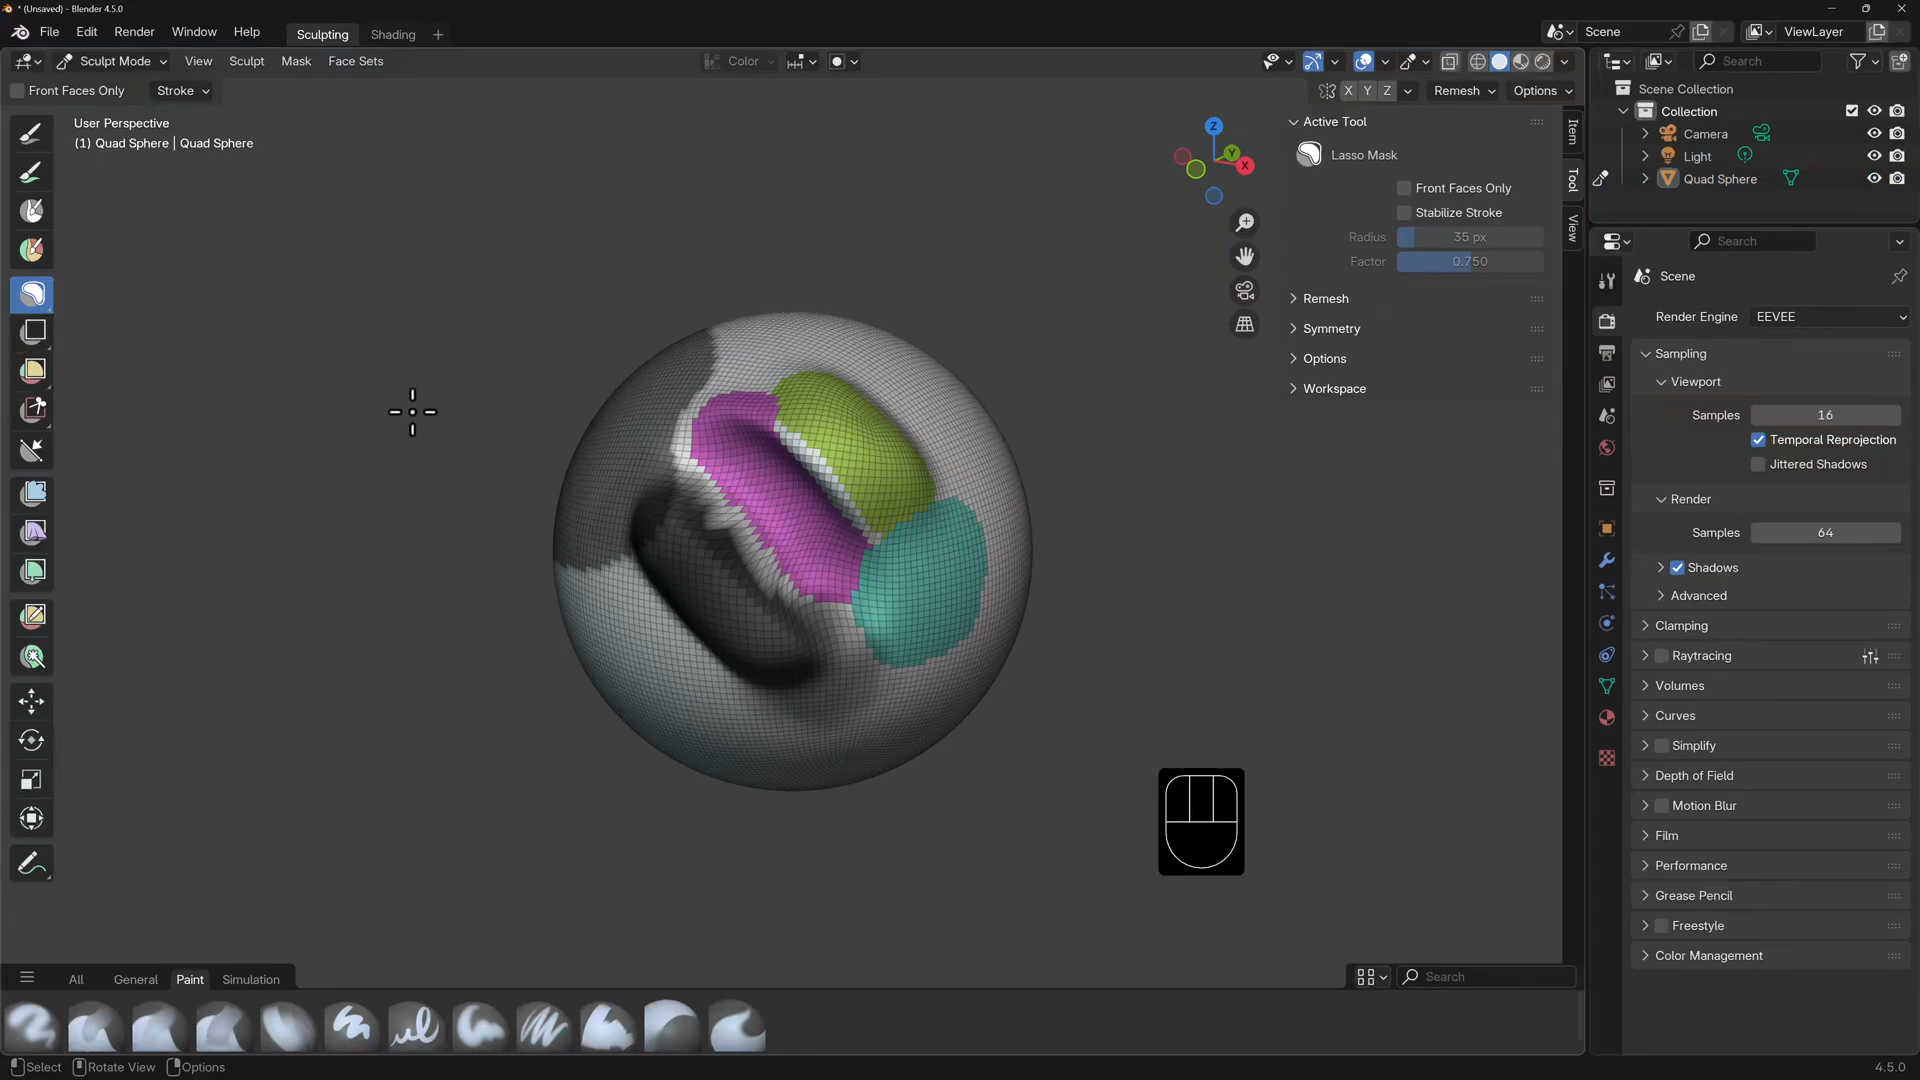 * (Unsaved) - Blender 4.5.0
File Edit Render Window Help Sculpting Shading Scene ViewLayer
Sculpt Mode View Sculpt Mask Face Sets Color
Front Faces Only Stroke X Y Z Remesh Options
User Perspective
(1) Quad Sphere | Quad Sphere
Z
Y
X
Active Tool
Lasso Mask
Front Faces Only
Stabilize Stroke
Radius 35 px
Factor 0.750
Remesh
Symmetry
Options
Workspace
Item
Tool
View
Search
Scene Collection
Collection
Camera
Light
Quad Sphere
Search
Scene
Render Engine EEVEE
Sampling
Viewport
Samples 16
Temporal Reprojection
Jittered Shadows
Render
Samples 64
Shadows
Advanced
Clamping
Raytracing
Volumes
Curves
Simplify
Depth of Field
Motion Blur
Film
Performance
Grease Pencil
Freestyle
Color Management
All General Paint Simulation Search
Select Rotate View Options 4.5.0